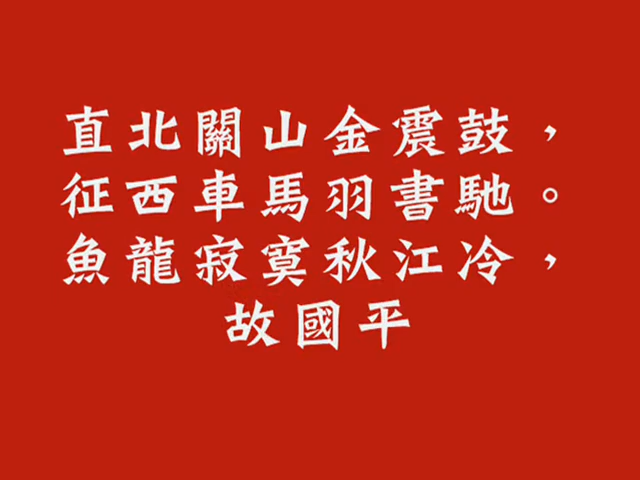 直北關山金震鼓，
征西車馬羽書馳。
魚龍寂寞秋江冷，
故國平